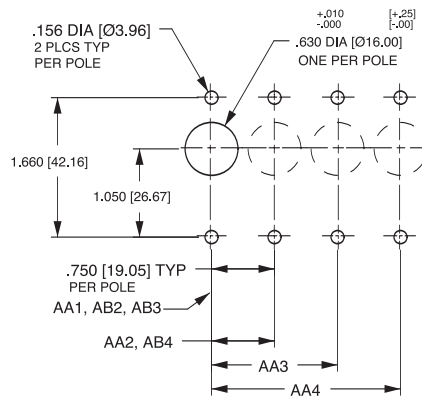 .156 DIA [Ø3.96]
2 PLCS TYP
PER POLE
+.010
-.000
[+.25]
[-.00]
.630 DIA [Ø16.00]
ONE PER POLE
1.660 [42.16]
1.050 [26.67]
.750 [19.05] TYP
PER POLE
AA1, AB2, AB3
AA2, AB4
AA3
AA4